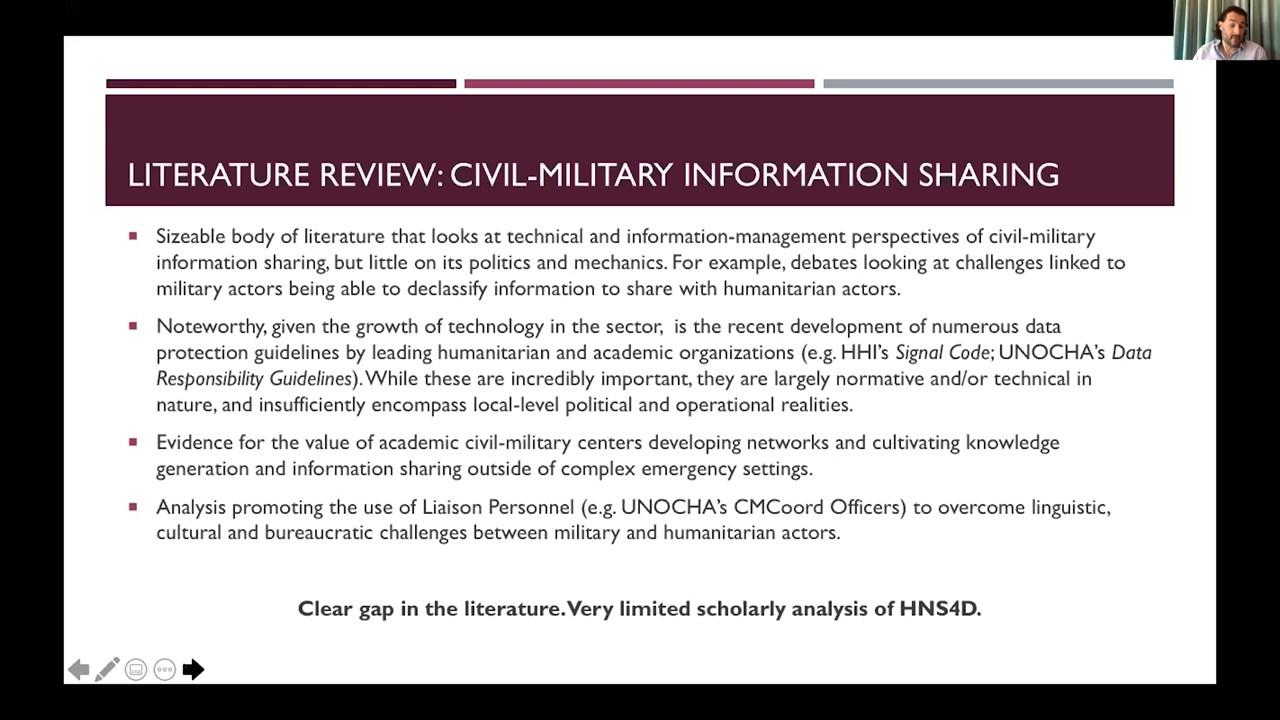 LITERATURE REVIEW: CIVIL-MILITARY INFORMATION SHARING
Sizeable body of literature that looks at technical and information-management perspectives of civil-military
information sharing, but little on its politics and mechanics. For example, debates looking at challenges linked to
military actors being able to declassify information to share with humanitarian actors.
Noteworthy, given the growth of technology in the sector, is the recent development of numerous data
protection guidelines by leading humanitarian and academic organizations (e.g. HHI's Signal Code; UNOCHA's Data
Responsibility Guidelines). While these are incredibly important, they are largely normative and/or technical in
nature, and insufficiently encompass local-level political and operational realities.
Evidence for the value of academic civil-military centers developing networks and cultivating knowledge
generation and information sharing outside of complex emergency settings.
Analysis promoting the use of Liaison Personnel (e.g. UNOCHA's CMCoord Officers) to overcome linguistic,
cultural and bureaucratic challenges between military and humanitarian actors.
Clear gap in the literature. Very limited scholarly analysis of HNS4D.